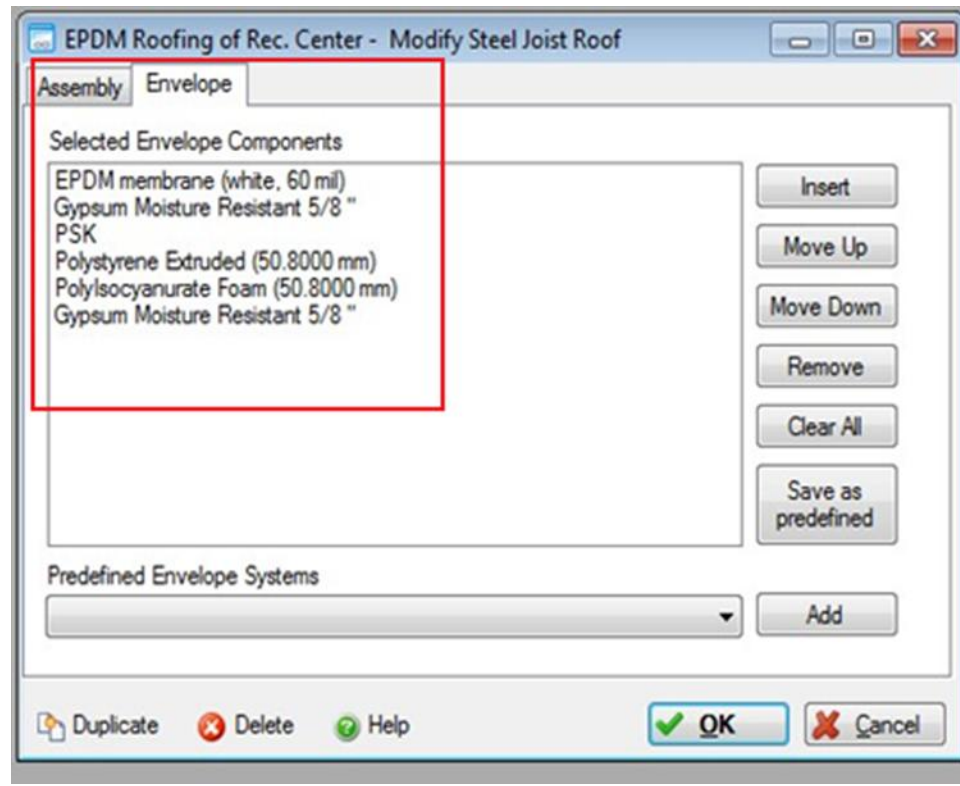 EPDM Roofing of Rec. Center - Modify Steel Joist Roof
Assembly Envelope
Selected Envelope Components
EPDM membrane (white, 60 mil)
Gypsum Moisture Resistant 5/8 "
PSK
Polystyrene Extruded (50.8000 mm)
PolyIsocyanurate Foam (50.8000 mm)
Gypsum Moisture Resistant 5/8 "
Insert
Move Up
Move Down
Remove
Clear All
Save as
predefined
Predefined Envelope Systems
Add
Duplicate Delete Help OK Cancel